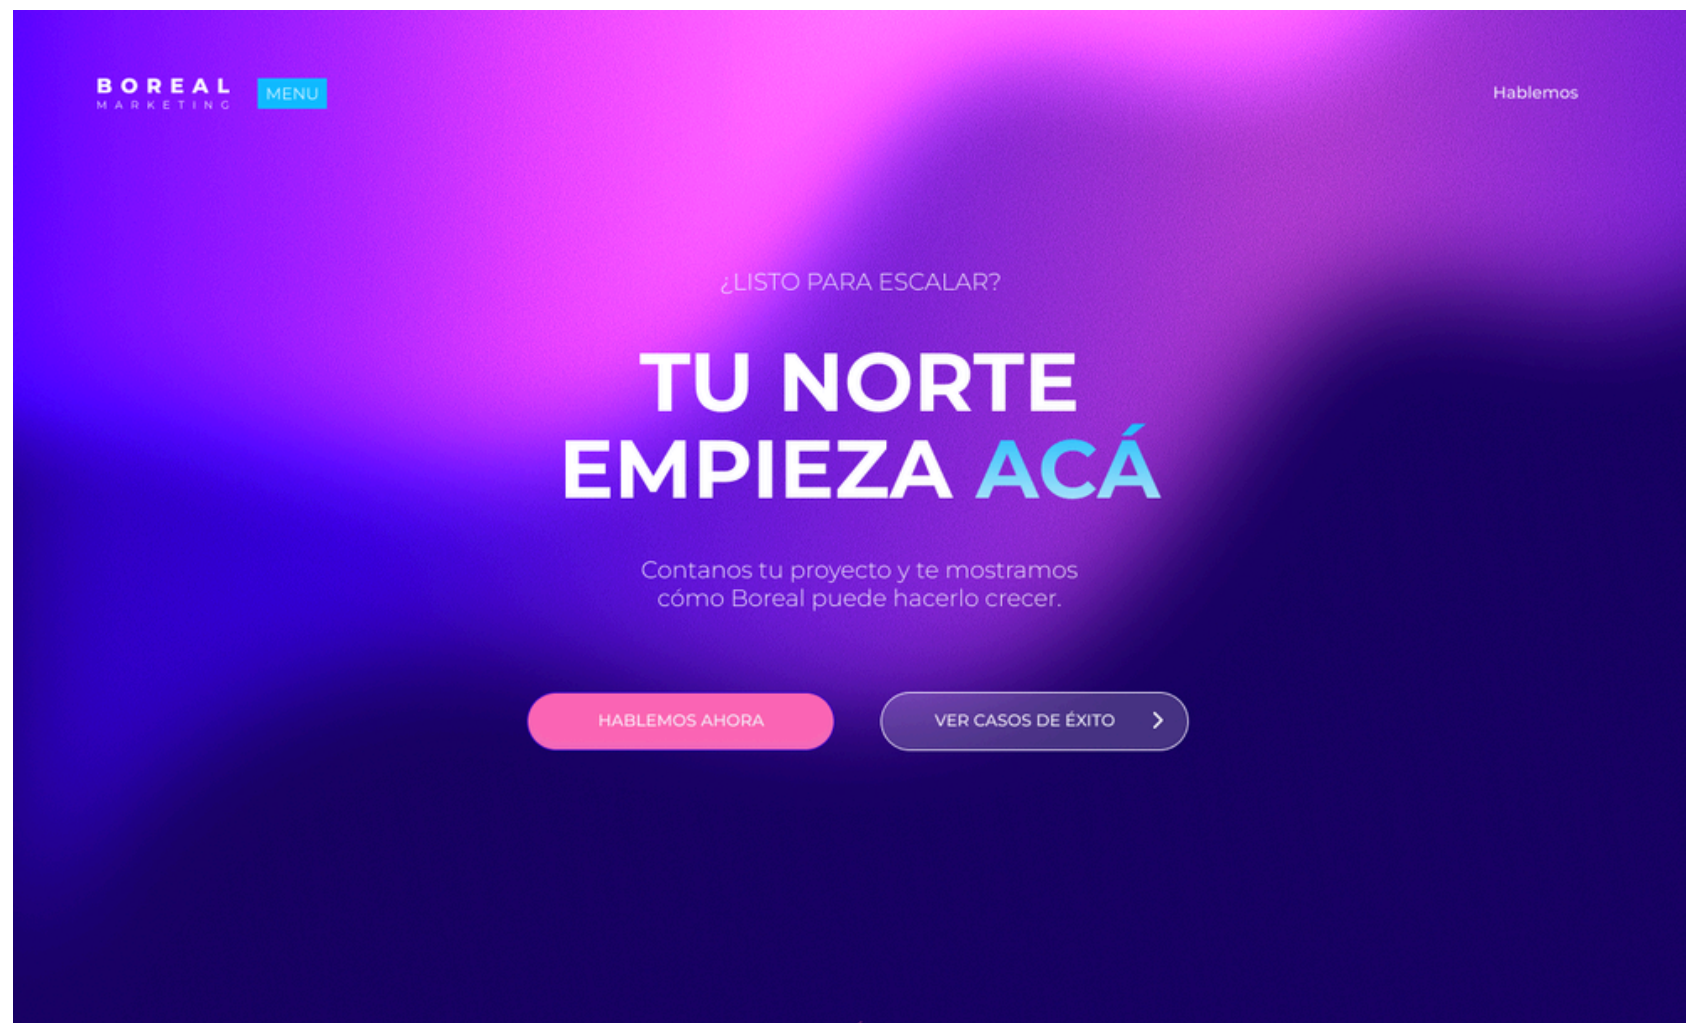 BOREAL
MARKETING
MENU
Hablemos
¿LISTO PARA ESCALAR?
TU NORTE
EMPIEZA ACÁ
Contanos tu proyecto y te mostramos
cómo Boreal puede hacerlo crecer.
HABLEMOS AHORA
VER CASOS DE ÉXITO